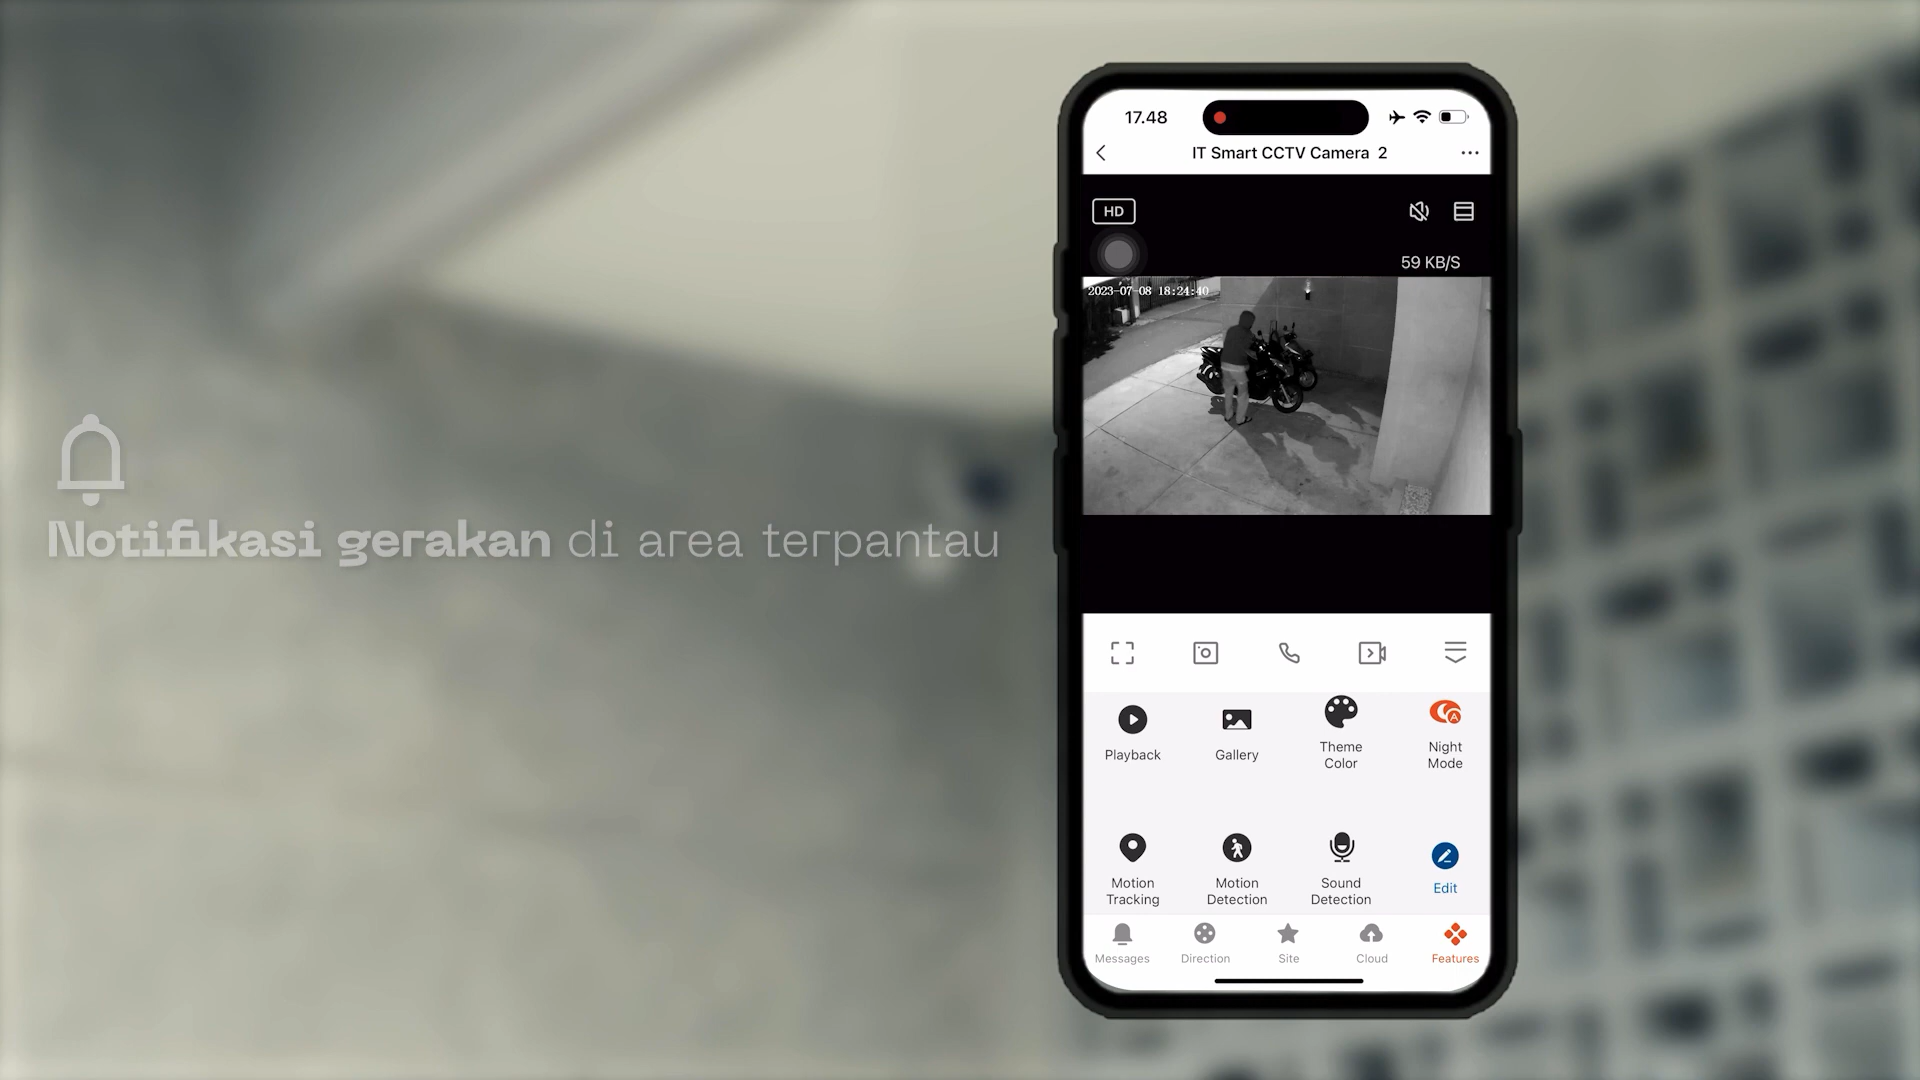 Notifikasi gerakan di area terpantau
17.48
IT Smart CCTV Camera 2
HD
59 KB/S
2023-07-08 18:24:40
Playback
Gallery
Theme
Color
Night
Mode
Motion
Tracking
Motion
Detection
Sound
Detection
Edit
Messages
Direction
Site
Cloud
Features